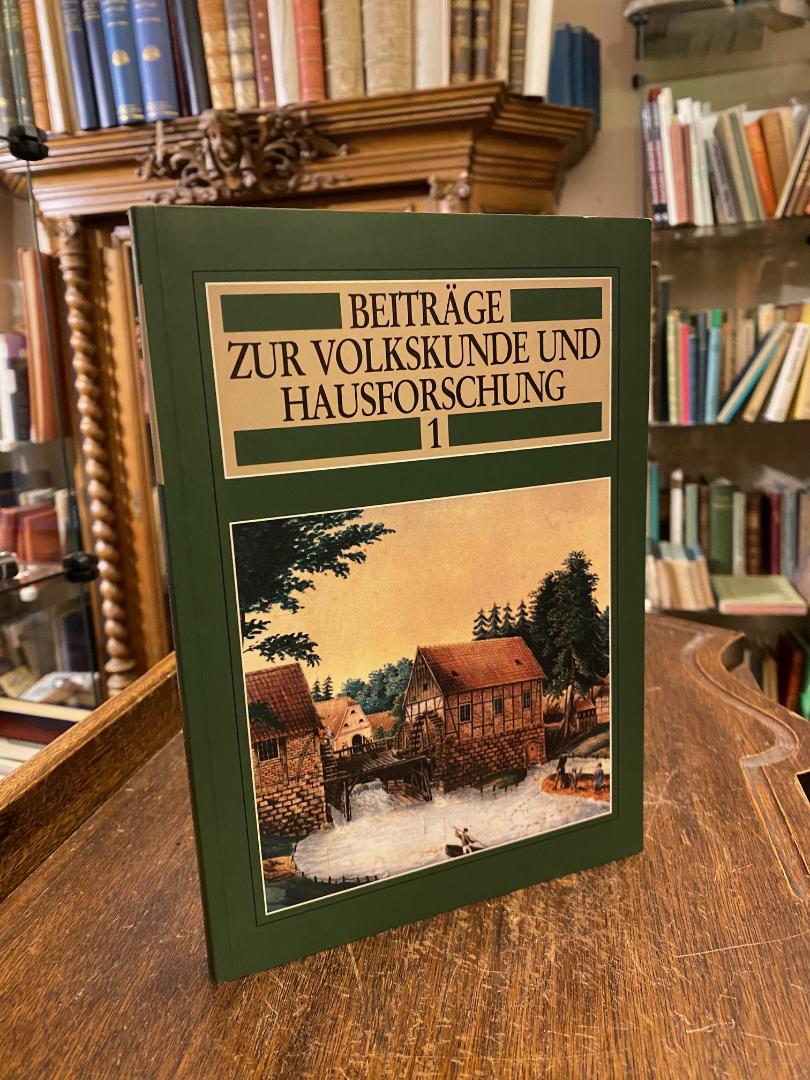 BEITRÄGE
ZUR VOLKSKUNDE UND
HAUSFORSCHUNG
1